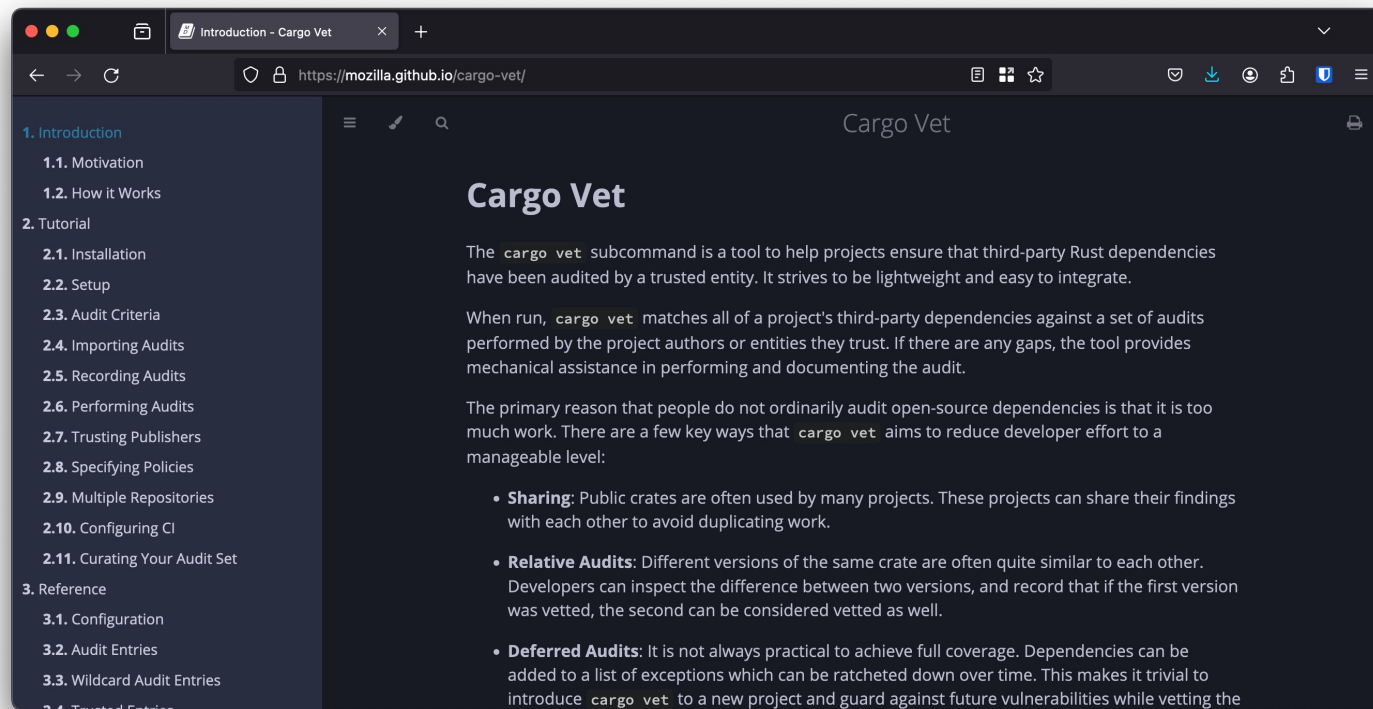 Introduction - Cargo Vet
https://mozilla.github.io/cargo-vet/
1. Introduction
1.1. Motivation
1.2. How it Works
2. Tutorial
2.1. Installation
2.2. Setup
2.3. Audit Criteria
2.4. Importing Audits
2.5. Recording Audits
2.6. Performing Audits
2.7. Trusting Publishers
2.8. Specifying Policies
2.9. Multiple Repositories
2.10. Configuring CI
2.11. Curating Your Audit Set
3. Reference
3.1. Configuration
3.2. Audit Entries
3.3. Wildcard Audit Entries
3.4. Trusted Entries
Cargo Vet
Cargo Vet
The cargo vet subcommand is a tool to help projects ensure that third-party Rust dependencies
have been audited by a trusted entity. It strives to be lightweight and easy to integrate.
When run, cargo vet matches all of a project's third-party dependencies against a set of audits
performed by the project authors or entities they trust. If there are any gaps, the tool provides
mechanical assistance in performing and documenting the audit.
The primary reason that people do not ordinarily audit open-source dependencies is that it is too
much work. There are a few key ways that cargo vet aims to reduce developer effort to a
manageable level:
• Sharing: Public crates are often used by many projects. These projects can share their findings
with each other to avoid duplicating work.
• Relative Audits: Different versions of the same crate are often quite similar to each other.
Developers can inspect the difference between two versions, and record that if the first version
was vetted, the second can be considered vetted as well.
• Deferred Audits: It is not always practical to achieve full coverage. Dependencies can be
added to a list of exceptions which can be ratcheted down over time. This makes it trivial to
introduce cargo vet to a new project and guard against future vulnerabilities while vetting the